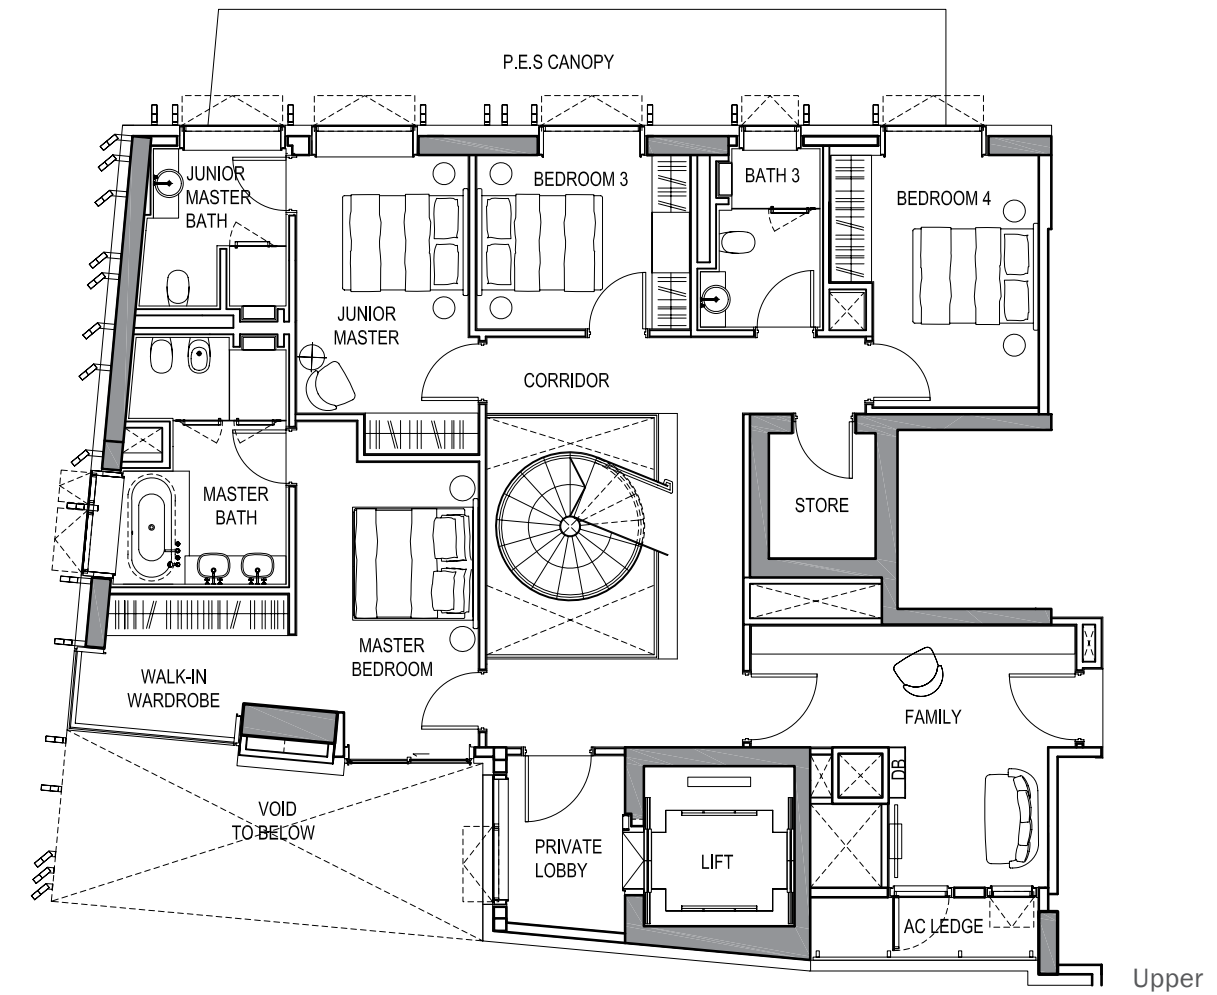 P.E.S CANOPY
JUNIOR
MASTER
BATH
BEDROOM 3
BATH 3
BEDROOM 4
JUNIOR
MASTER
CORRIDOR
MASTER
BATH
STORE
MASTER
BEDROOM
WALK-IN
WARDROBE
FAMILY
DB
VOID
TO BELOW
PRIVATE
LOBBY
LIFT
AC LEDGE
Upper